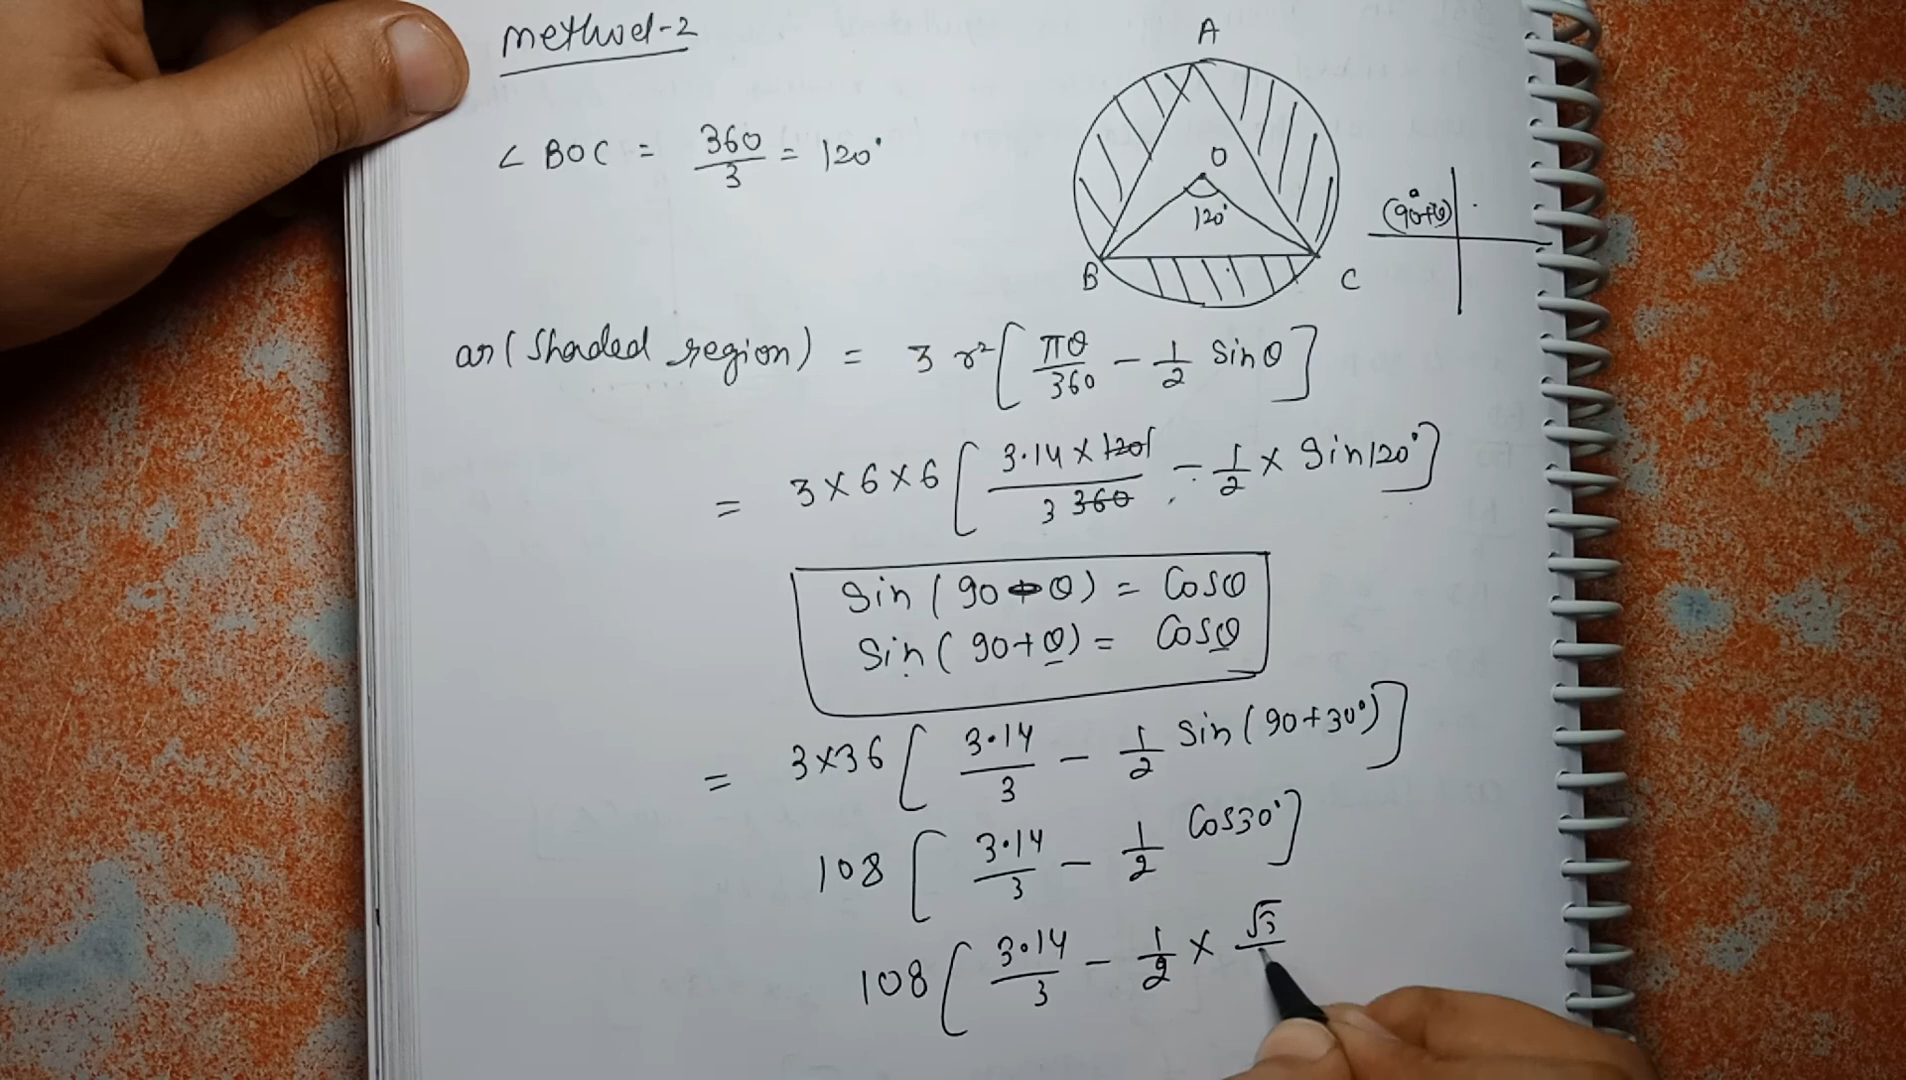 Method-2
A
∠ BOC = 360/3 = 120°
O
120°
(90°+θ)
B
C
ar(Shaded region) = 3 r²[πθ/360 - 1/2 Sinθ]
= 3×6×6[3.14×120 1/3 360 - 1/2 × Sin120°]
Sin(90+θ) = Cosθ
Sin(90+θ) = Cosθ
= 3×36[3.14/3 - 1/2 Sin(90+30°)]
108[3.14/3 - 1/2 Cos30°]
108[3.14/3 - 1/2 × √3